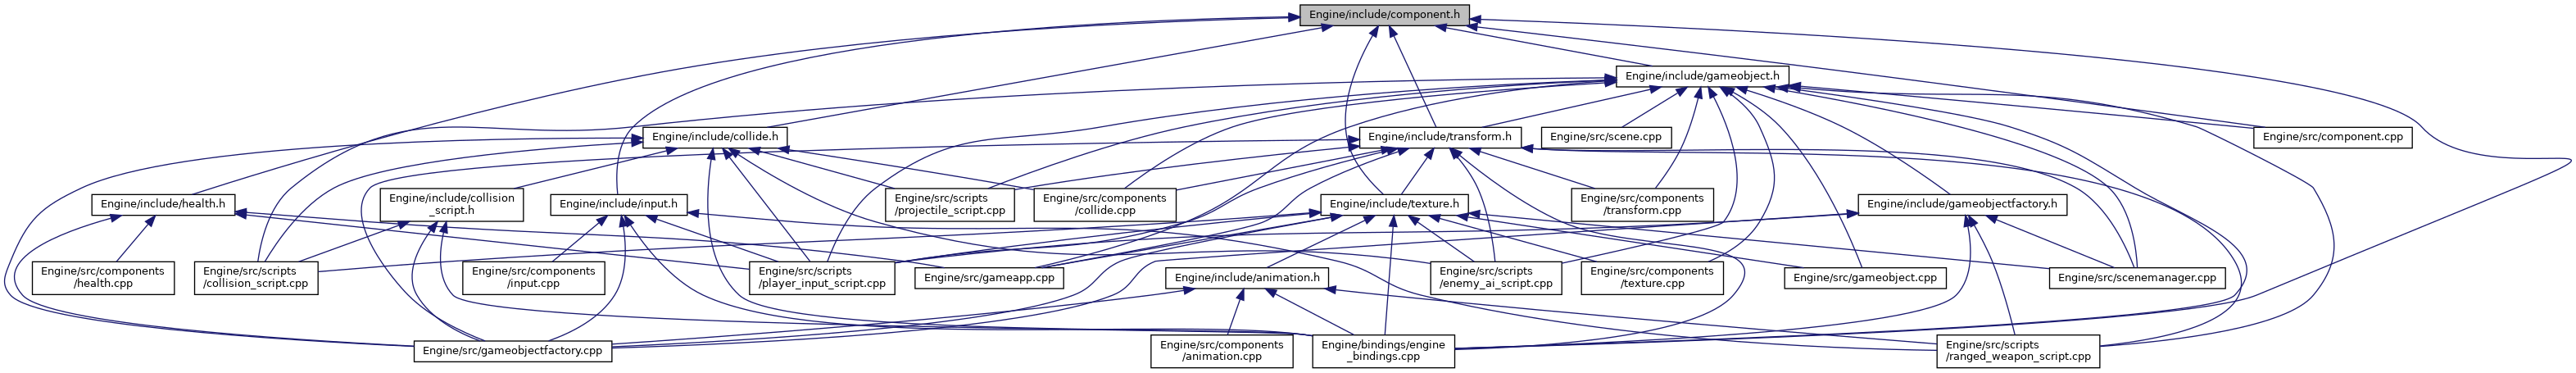 Engine/include/component.h
Engine/include/gameobject.h
Engine/include/collide.h
Engine/include/transform.h
Engine/src/scene.cpp
Engine/src/component.cpp
Engine/include/health.h
Engine/include/collision
_script.h
Engine/include/input.h
Engine/src/scripts
/projectile_script.cpp
Engine/src/components
/collide.cpp
Engine/include/texture.h
Engine/src/components
/transform.cpp
Engine/include/gameobjectfactory.h
Engine/src/components
/health.cpp
Engine/src/scripts
/collision_script.cpp
Engine/src/components
/input.cpp
Engine/src/scripts
/player_input_script.cpp
Engine/src/gameapp.cpp
Engine/include/animation.h
Engine/src/scripts
/enemy_ai_script.cpp
Engine/src/components
/texture.cpp
Engine/src/gameobject.cpp
Engine/src/scenemanager.cpp
Engine/src/gameobjectfactory.cpp
Engine/src/components
/animation.cpp
Engine/bindings/engine
_bindings.cpp
Engine/src/scripts
/ranged_weapon_script.cpp